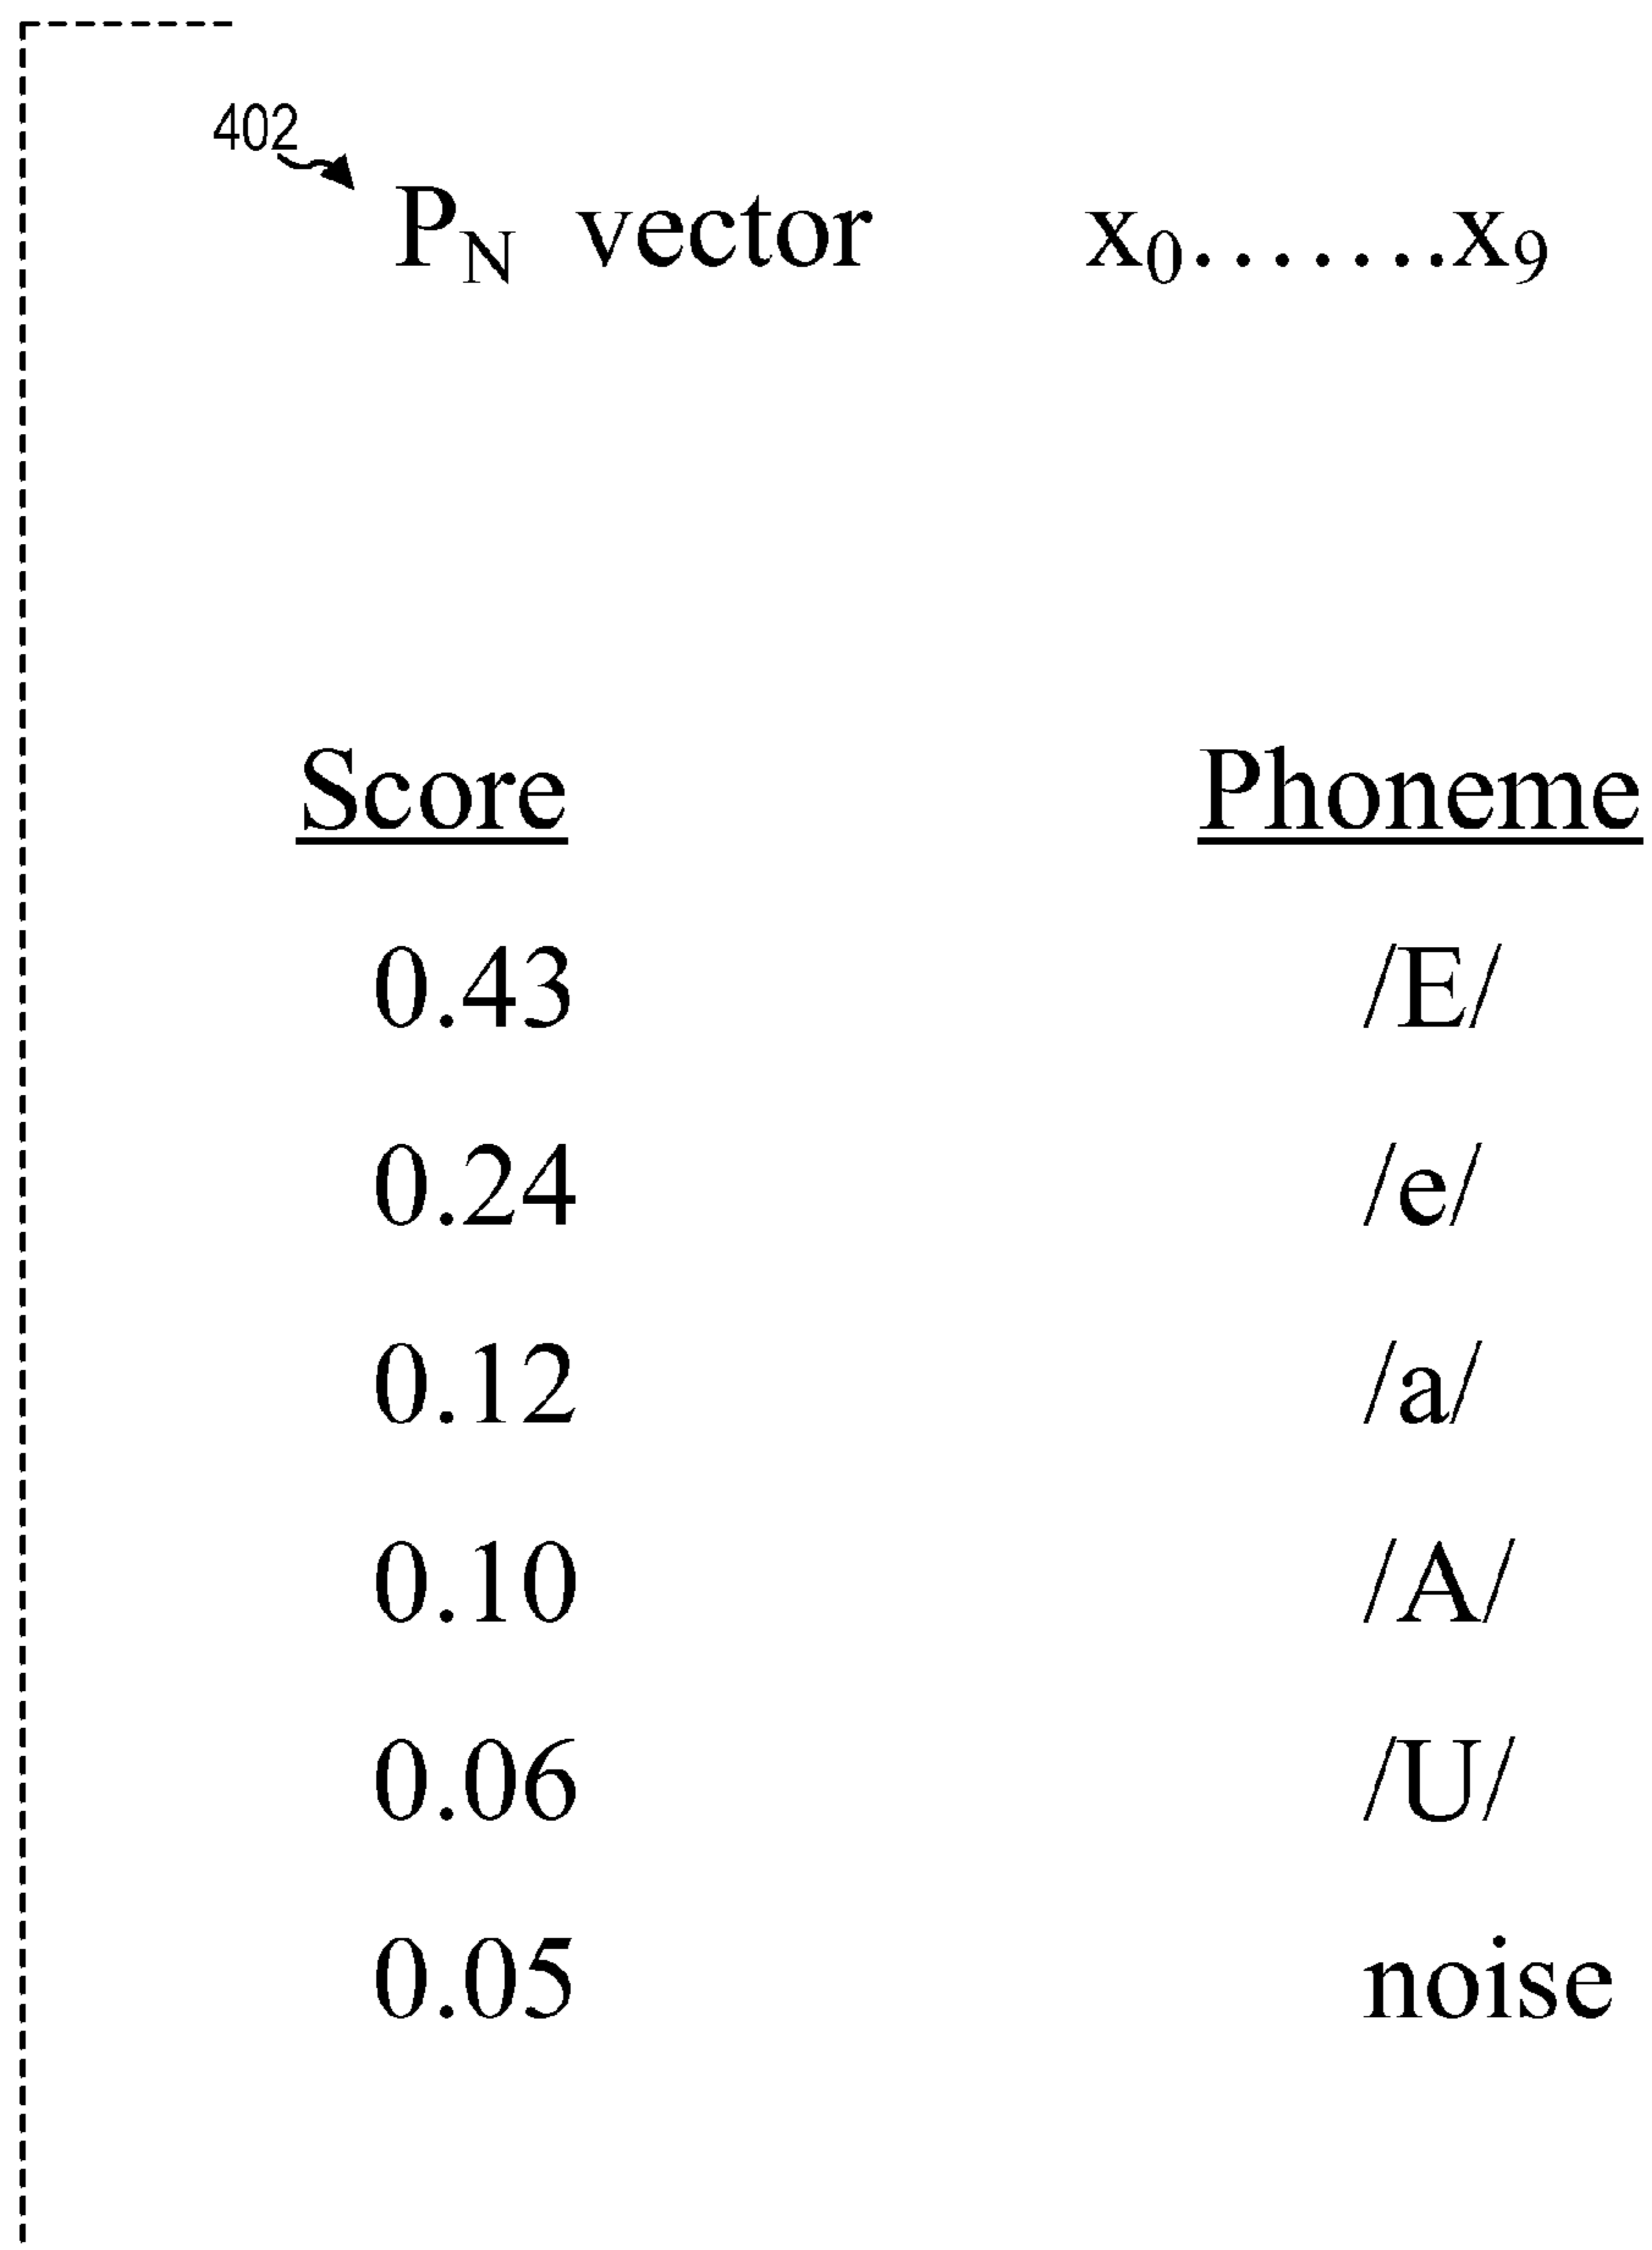 402
P_N vector x_0.......x_9
Score Phoneme
0.43 /E/
0.24 /e/
0.12 /a/
0.10 /A/
0.06 /U/
0.05 noise